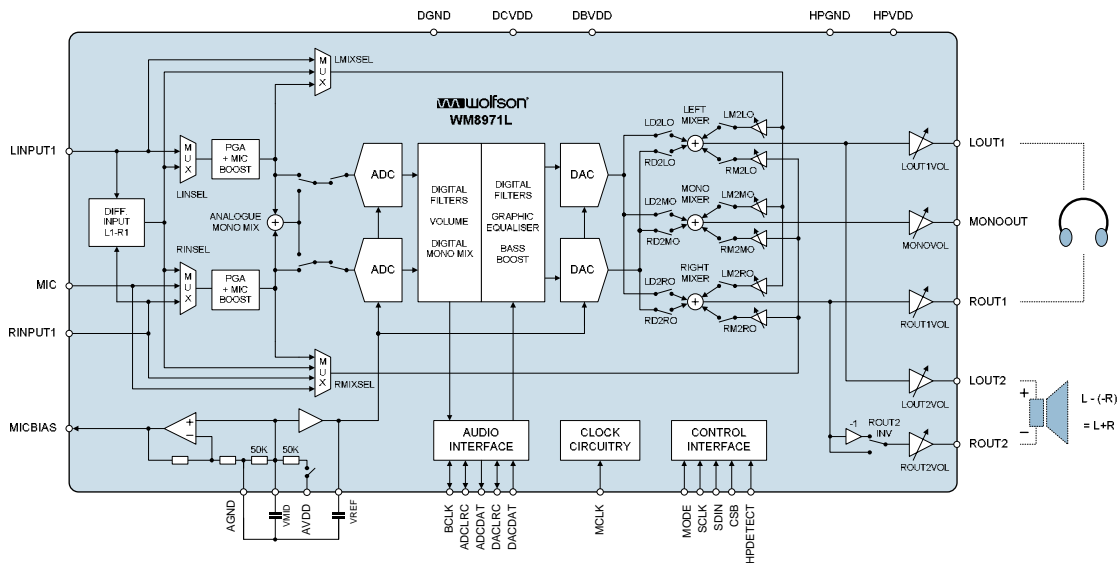 DGND
DCVDD
DBVDD
HPGND
HPVDD
MUX
LMIXSEL
wolfson®
WM8971L
LINPUT1
MUX
LINSEL
PGA
+ MIC
BOOST
DIFF.
INPUT
L1-R1
ANALOGUE
MONO MIX
RINSEL
MUX
PGA
+ MIC
BOOST
MIC
RINPUT1
MUX
RMIXSEL
ADC
ADC
DIGITAL
FILTERS
VOLUME
DIGITAL
MONO MIX
DIGITAL
FILTERS
GRAPHIC
EQUALISER
BASS
BOOST
DAC
DAC
LD2LO
RD2LO
LEFT
MIXER
LM2LO
RM2LO
LD2MO
RD2MO
MONO
MIXER
LM2MO
RM2MO
LD2RO
RD2RO
RIGHT
MIXER
LM2RO
RM2RO
LOUT1VOL
LOUT1
MONOVOL
MONOOUT
ROUT1VOL
ROUT1
LOUT2VOL
LOUT2
-1
ROUT2
INV
ROUT2VOL
ROUT2
+
−
L - (-R)
= L+R
MICBIAS
+
-
50K
50K
AUDIO
INTERFACE
CLOCK
CIRCUITRY
CONTROL
INTERFACE
AGND
VMID
AVDD
VREF
BCLK
ADCLRC
ADCDAT
DACLRC
DACDAT
MCLK
MODE
SCLK
SDIN
CSB
HPDETECT